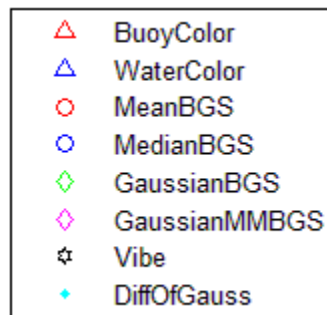 BuoyColor
WaterColor
MeanBGS
MedianBGS
GaussianBGS
GaussianMMBGS
Vibe
DiffOfGauss